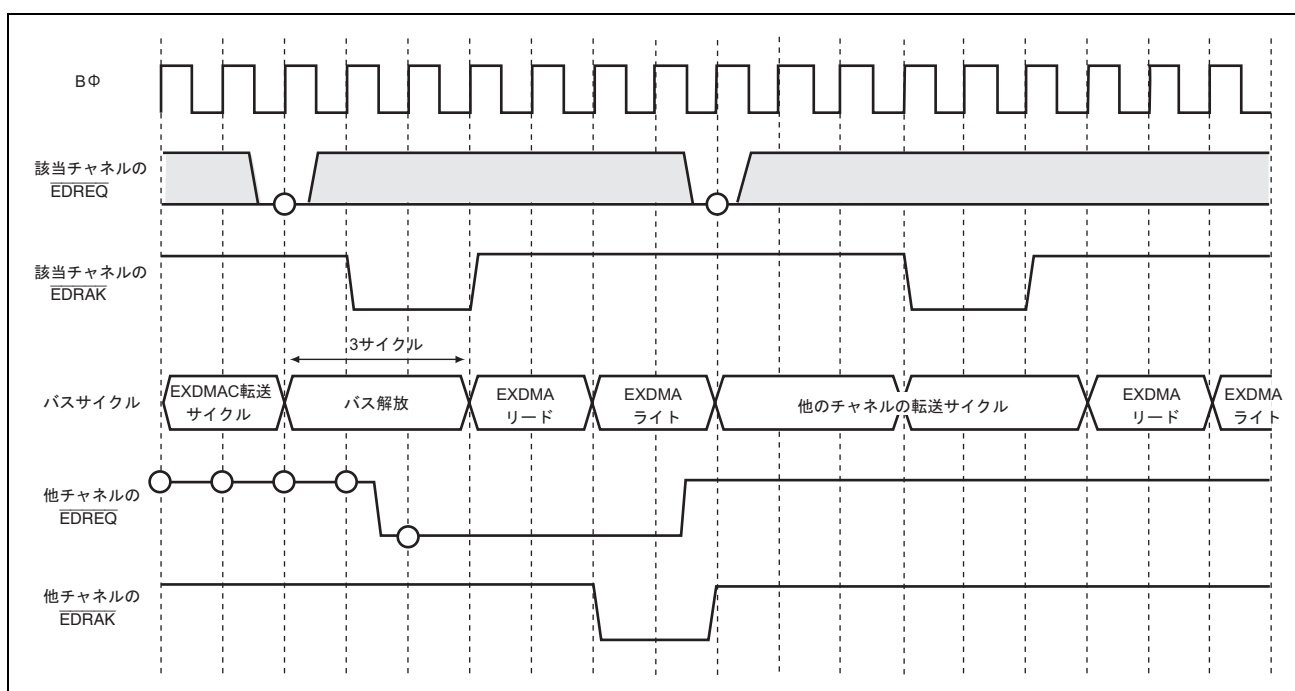 BΦ
該当チャネルの
EDREQ
該当チャネルの
EDRAK
3サイクル
バスサイクル
EXDMAC転送
サイクル
バス解放
EXDMA
リード
EXDMA
ライト
他のチャネルの転送サイクル
EXDMA
リード
EXDMA
ライト
他チャネルの
EDREQ
他チャネルの
EDRAK